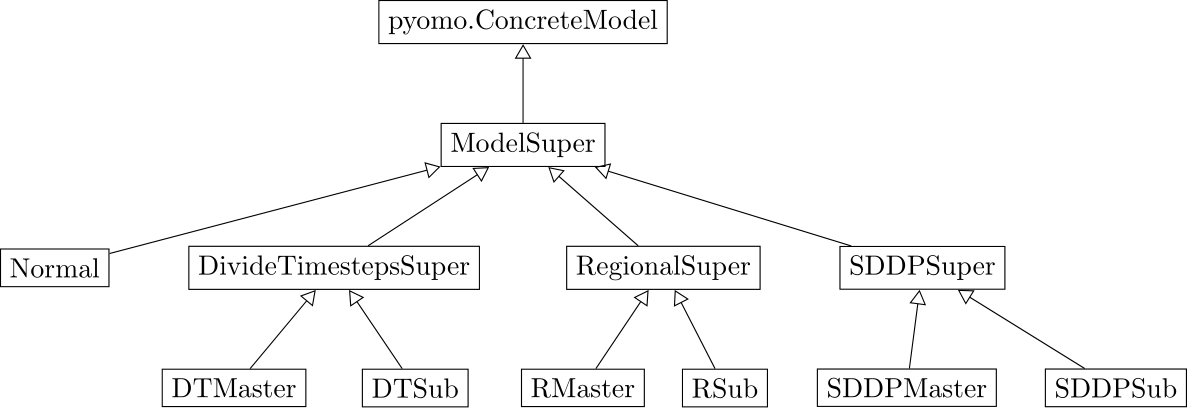 pyomo.ConcreteModel
ModelSuper
Normal
DivideTimestepsSuper
RegionalSuper
SDDPSuper
DTMaster
DTSub
RMaster
RSub
SDDPMaster
SDDPSub